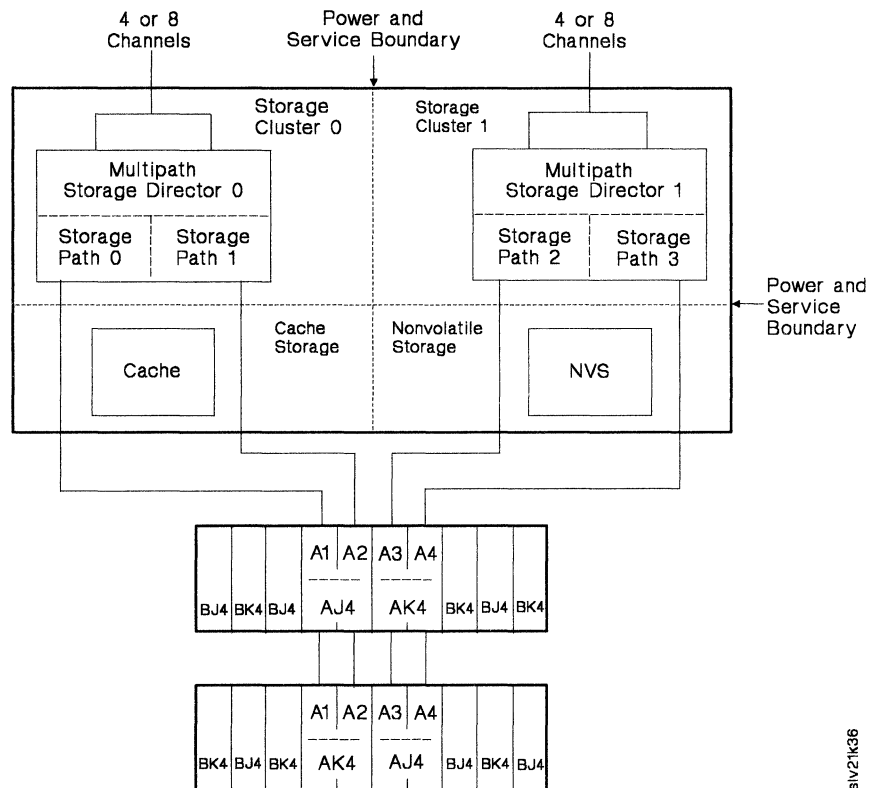 4 or 8
Channels
Power and
Service Boundary
4 or 8
Channels
Storage
Cluster 0
Storage
Cluster 1
Multipath
Storage Director 0
Storage
Path 0
Storage
Path 1
Multipath
Storage Director 1
Storage
Path 2
Storage
Path 3
Power and
Service
Boundary
Cache
Storage
Nonvolatile
Storage
Cache
NVS
A1 A2 A3 A4
BJ4 BK4 BJ4 AJ4 AK4 BK4 BJ4 BK4
A1 A2 A3 A4
BK4 BJ4 BK4 AK4 AJ4 BJ4 BK4 BJ4
slv21k36